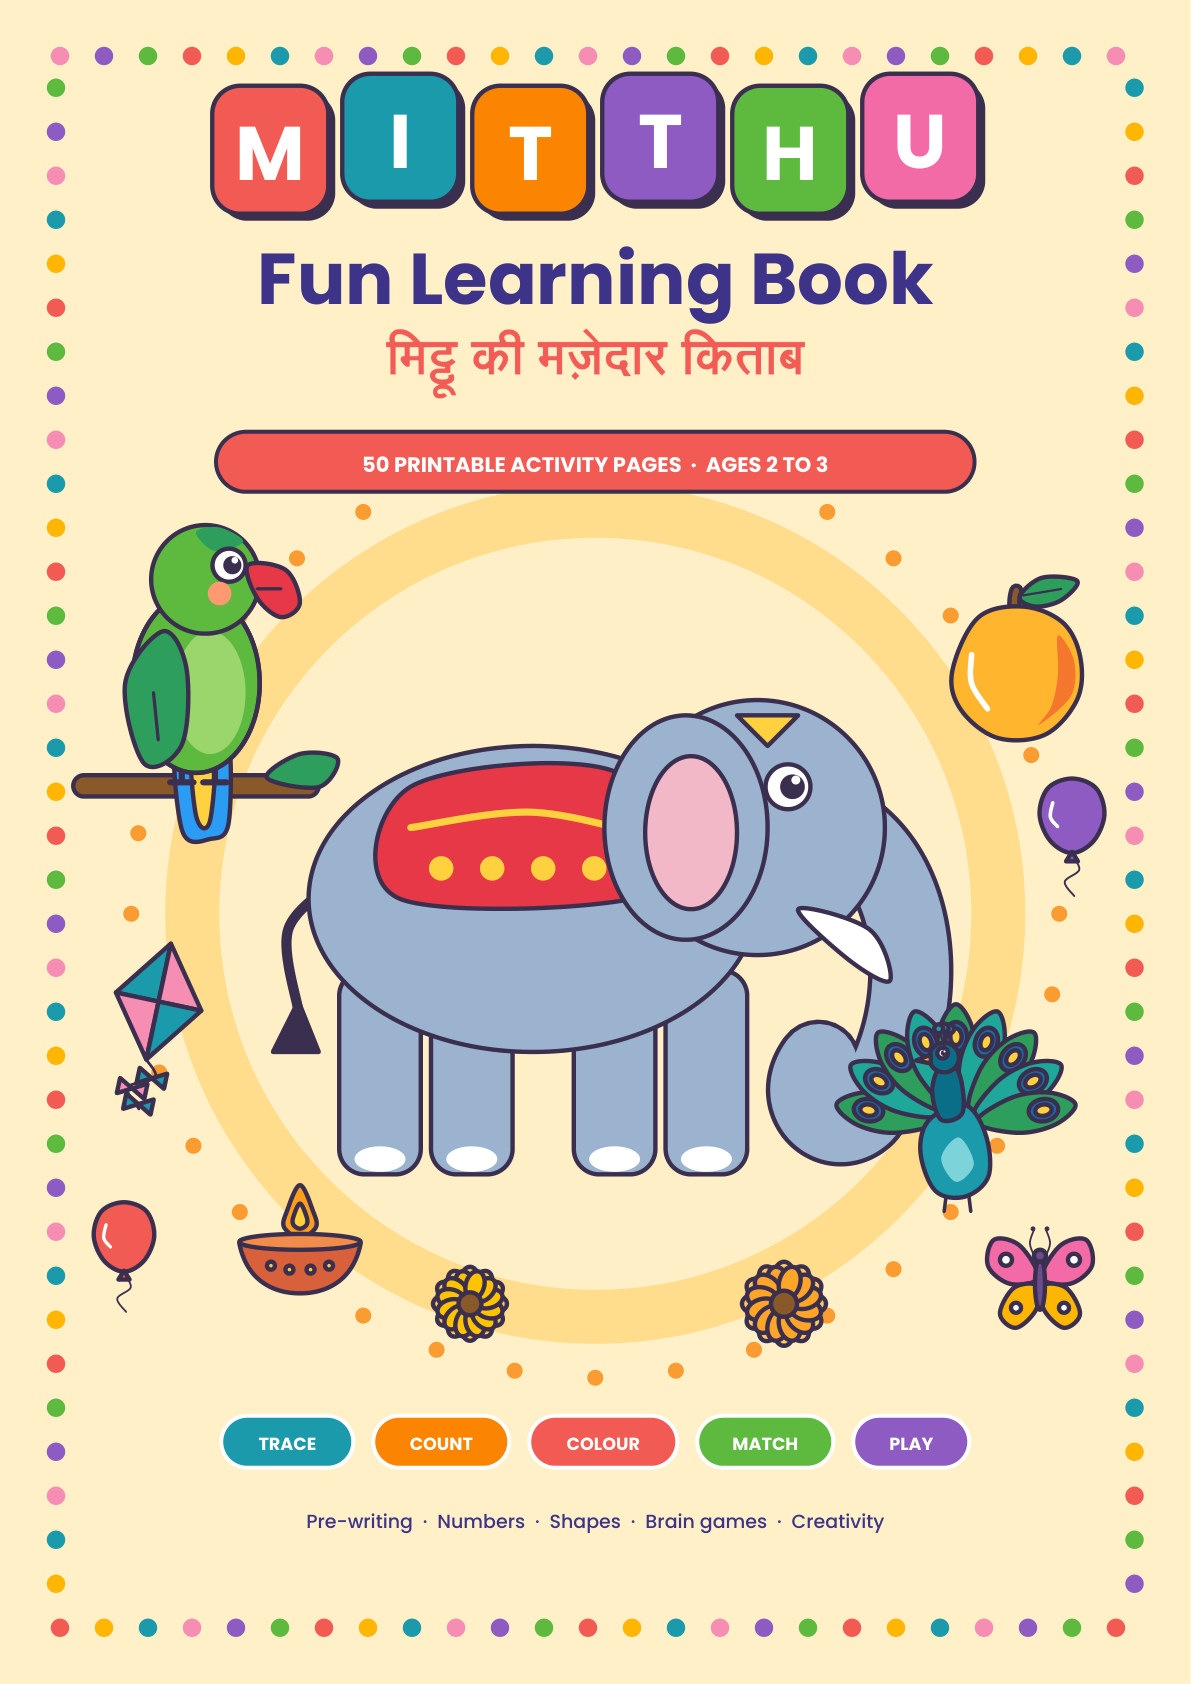 MITTHU
Fun Learning Book
मिट्ठू की मज़ेदार किताब
50 PRINTABLE ACTIVITY PAGES · AGES 2 TO 3
TRACE COUNT COLOUR MATCH PLAY
Pre-writing · Numbers · Shapes · Brain games · Creativity